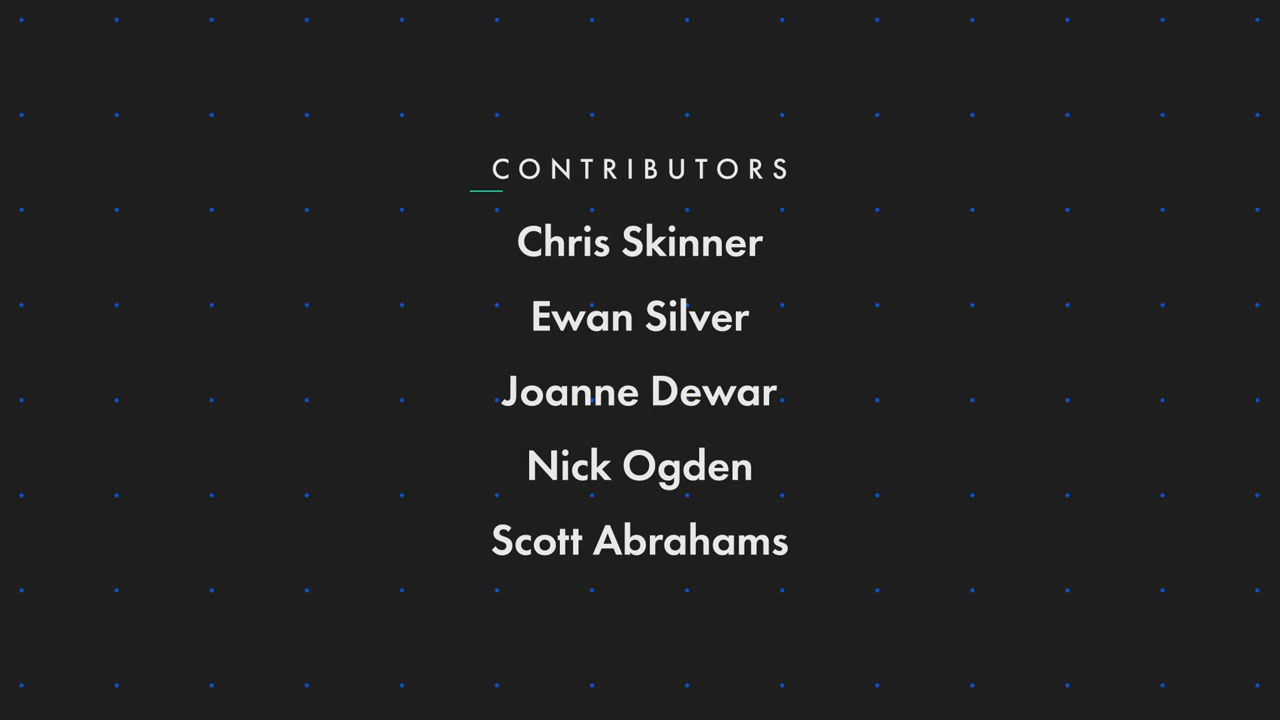 CONTRIBUTORS
Chris Skinner
Ewan Silver
Joanne Dewar
Nick Ogden
Scott Abrahams